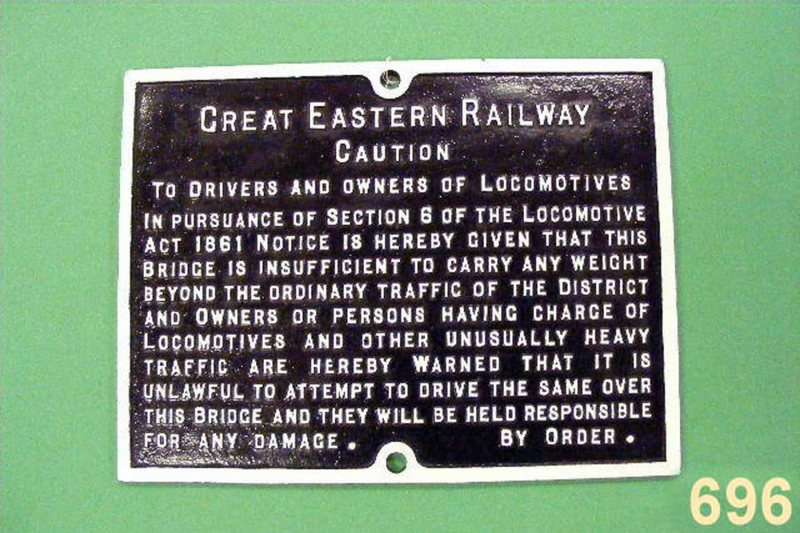 GREAT EASTERN RAILWAY
CAUTION
TO DRIVERS AND OWNERS OF LOCOMOTIVES
IN PURSUANCE OF SECTION 6 OF THE LOCOMOTIVE
ACT 1861 NOTICE IS HEREBY GIVEN THAT THIS
BRIDGE IS INSUFFICIENT TO CARRY ANY WEIGHT
BEYOND THE ORDINARY TRAFFIC OF THE DISTRICT
AND OWNERS OR PERSONS HAVING CHARGE OF
LOCOMOTIVES AND OTHER UNUSUALLY HEAVY
TRAFFIC ARE HEREBY WARNED THAT IT IS
UNLAWFUL TO ATTEMPT TO DRIVE THE SAME OVER
THIS BRIDGE AND THEY WILL BE HELD RESPONSIBLE
FOR ANY DAMAGE. BY ORDER.
696